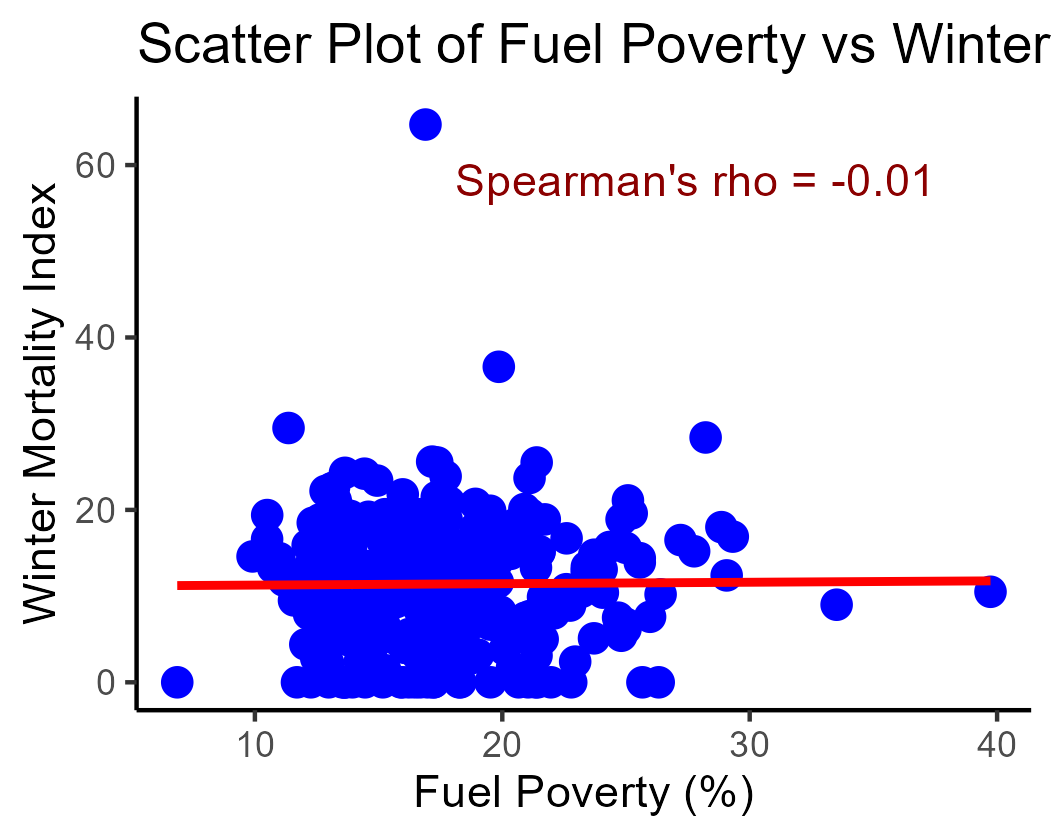 Scatter Plot of Fuel Poverty vs Winter
Spearman's rho = -0.01
Winter Mortality Index
60
40
20
0
10 20 30 40
Fuel Poverty (%)